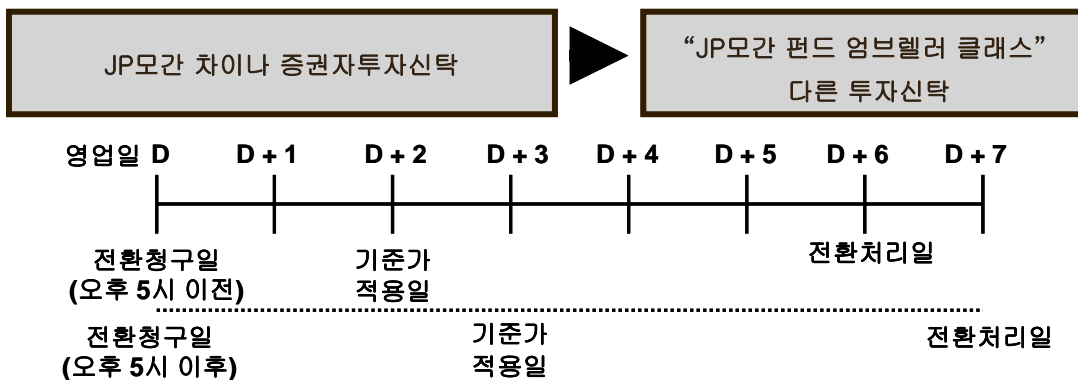 JP모간 차이나 증권자투자신탁
“JP모간 펀드 엄브렐러 클래스”
다른 투자신탁
영업일 D D + 1 D + 2 D + 3 D + 4 D + 5 D + 6 D + 7
전환청구일
(오후 5시 이전)
기준가
적용일
전환처리일
전환청구일
(오후 5시 이후)
기준가
적용일
전환처리일